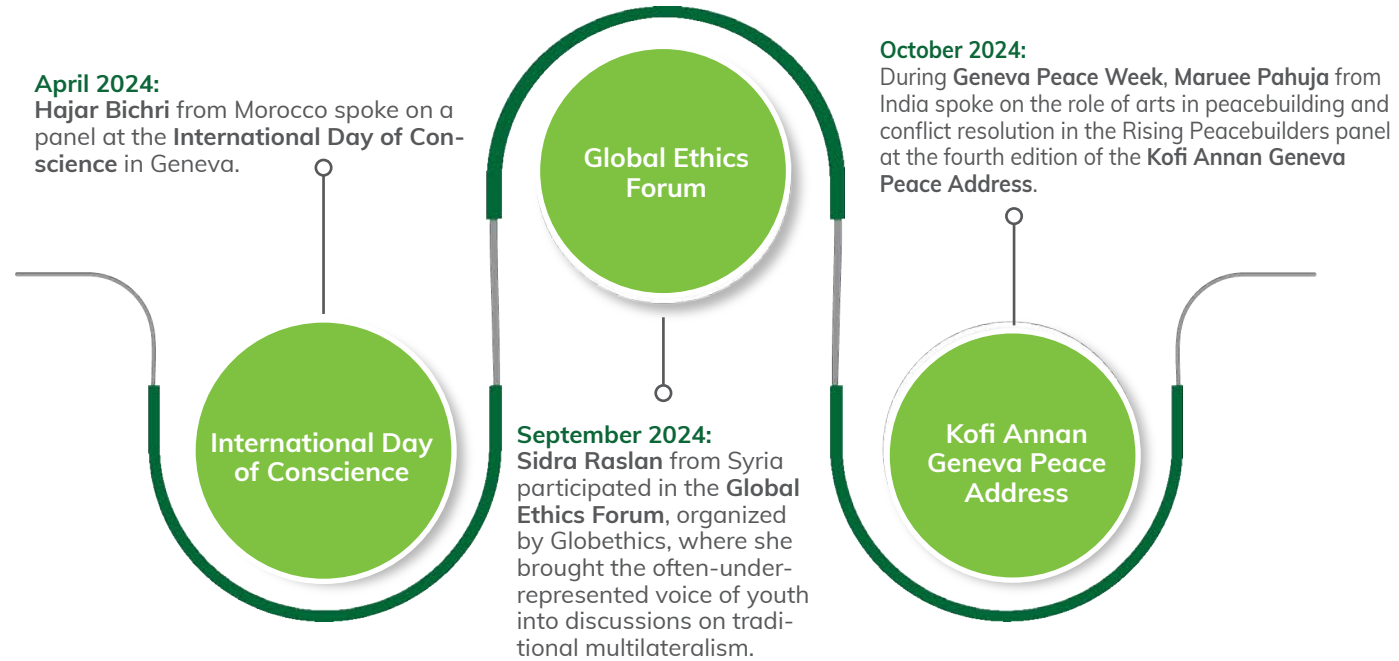 April 2024:
Hajar Bichri from Morocco spoke on a
panel at the International Day of Con-
science in Geneva.
International Day
of Conscience
Global Ethics
Forum
September 2024:
Sidra Raslan from Syria
participated in the Global
Ethics Forum, organized
by Globethics, where she
brought the often-under-
represented voice of youth
into discussions on tradi-
tional multilateralism.
October 2024:
During Geneva Peace Week, Maruee Pahuja from
India spoke on the role of arts in peacebuilding and
conflict resolution in the Rising Peacebuilders panel
at the fourth edition of the Kofi Annan Geneva
Peace Address.
Kofi Annan
Geneva Peace
Address